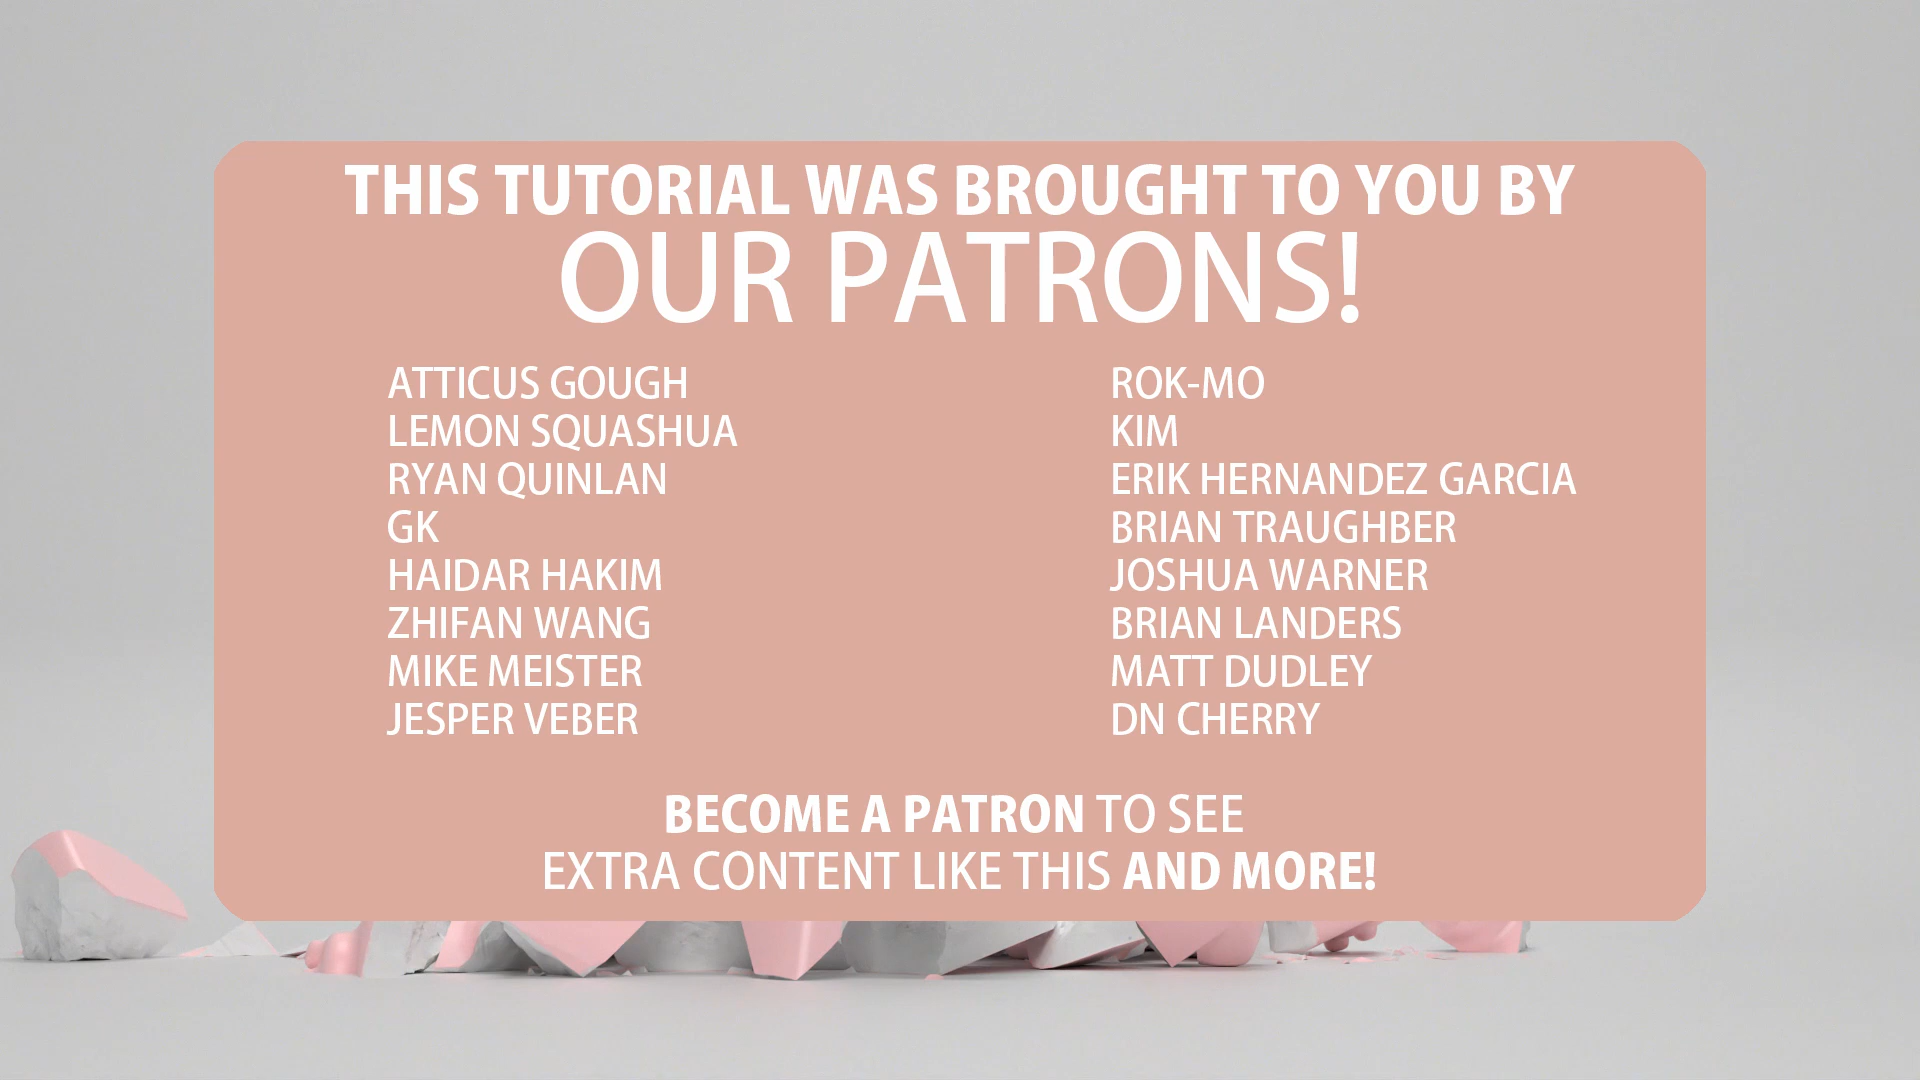 THIS TUTORIAL WAS BROUGHT TO YOU BY
OUR PATRONS!
ATTICUS GOUGH
LEMON SQUASHUA
RYAN QUINLAN
GK
HAIDAR HAKIM
ZHIFAN WANG
MIKE MEISTER
JESPER VEBER
ROK-MO
KIM
ERIK HERNANDEZ GARCIA
BRIAN TRAUGHBER
JOSHUA WARNER
BRIAN LANDERS
MATT DUDLEY
DN CHERRY
BECOME A PATRON TO SEE
EXTRA CONTENT LIKE THIS AND MORE!